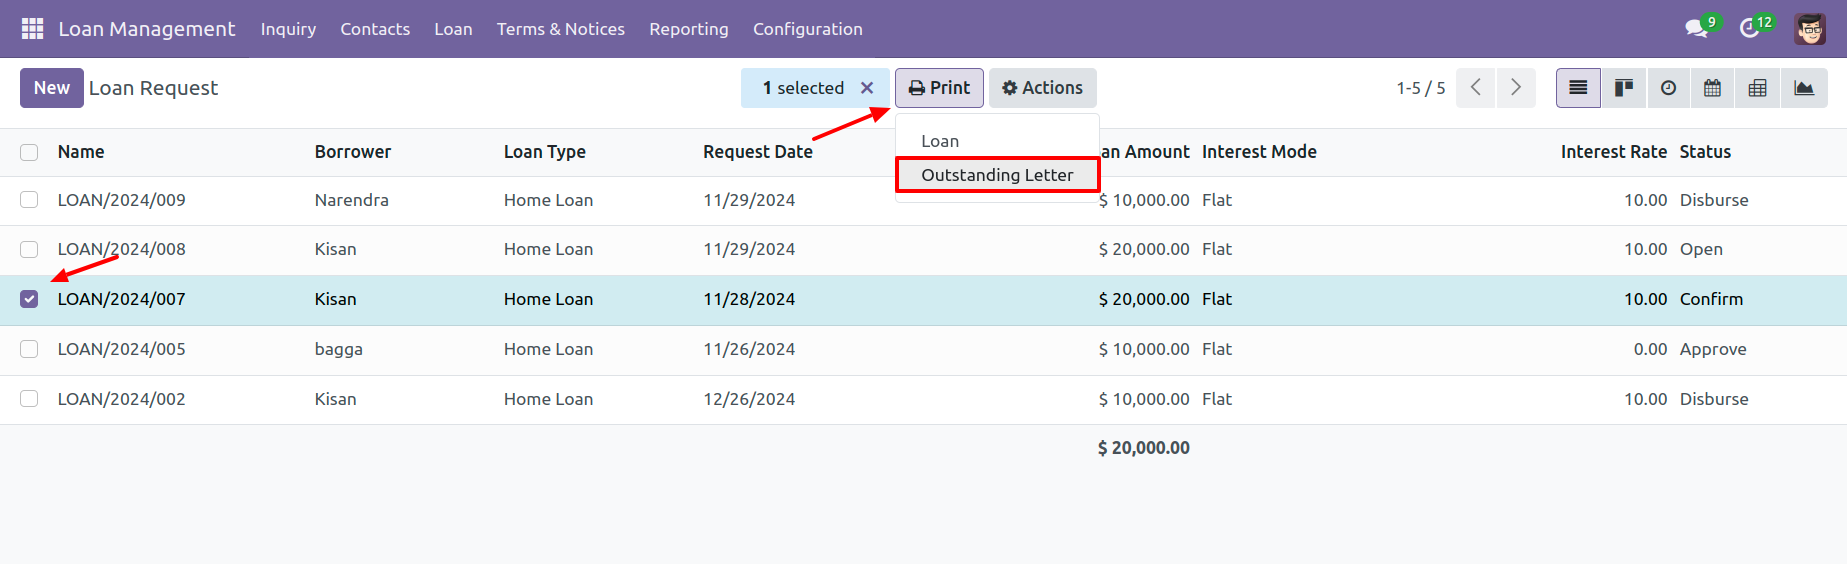 Loan Management Inquiry Contacts Loan Terms & Notices Reporting Configuration 9 12
New Loan Request 1 selected Print Actions 1-5 / 5
Loan
Outstanding Letter
Name Borrower Loan Type Request Date an Amount Interest Mode Interest Rate Status
LOAN/2024/009 Narendra Home Loan 11/29/2024 $ 10,000.00 Flat 10.00 Disburse
LOAN/2024/008 Kisan Home Loan 11/29/2024 $ 20,000.00 Flat 10.00 Open
LOAN/2024/007 Kisan Home Loan 11/28/2024 $ 20,000.00 Flat 10.00 Confirm
LOAN/2024/005 bagga Home Loan 11/26/2024 $ 10,000.00 Flat 0.00 Approve
LOAN/2024/002 Kisan Home Loan 12/26/2024 $ 10,000.00 Flat 10.00 Disburse
$ 20,000.00